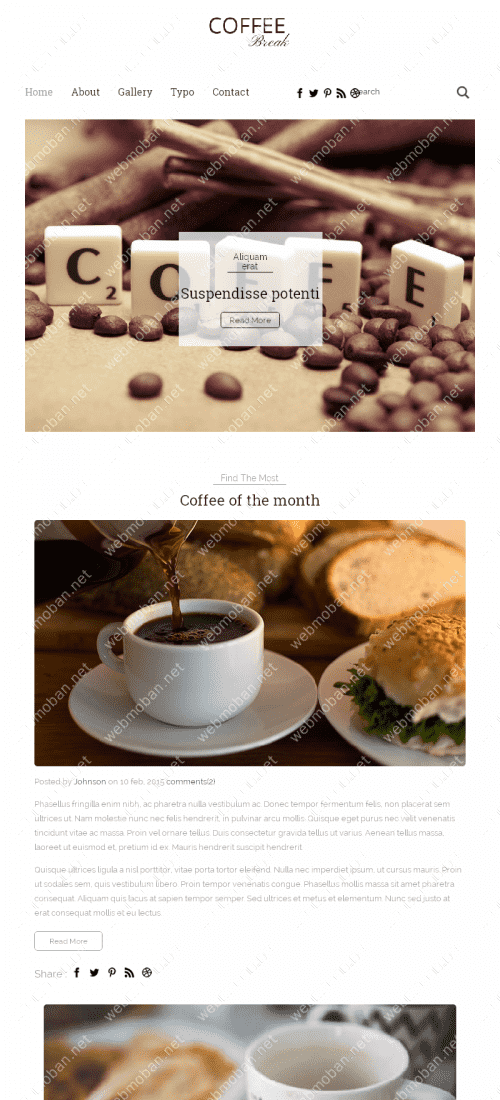 COFFEE
Break
Home About Gallery Typo Contact
Search
C 2
O F F 5 E
Aliquam
erat
Suspendisse potenti
Read More
Find The Most
Coffee of the month
Posted by Johnson on 10 feb, 2015 comments(2)
Phasellus fringilla enim nibh, ac pharetra nulla vestibulum ac. Donec tempor fermentum felis, non placerat sem
ultrices ut. Nam molestie nunc nec felis hendrerit, in pulvinar arcu mollis. Quisque eget purus nec velit venenatis
tincidunt vitae ac massa. Proin vel ornare tellus. Duis consectetur gravida tellus ut varius. Aenean tellus massa,
laoreet ut euismod et, pretium id ex. Mauris hendrerit suscipit hendrerit.
Quisque ultrices ligula a nisl porttitor, vitae porta tortor eleifend. Nulla nec imperdiet ipsum, ut cursus mauris. Proin
ut sodales sem, quis vestibulum libero. Proin tempor venenatis congue. Phasellus mollis massa sit amet pharetra
consequat. Aliquam quis lacus at sapien tempor semper. Sed ultrices et metus et elementum. Nunc sed justo at
erat consequat mollis et eu lectus.
Read More
Share :
webmoban.net